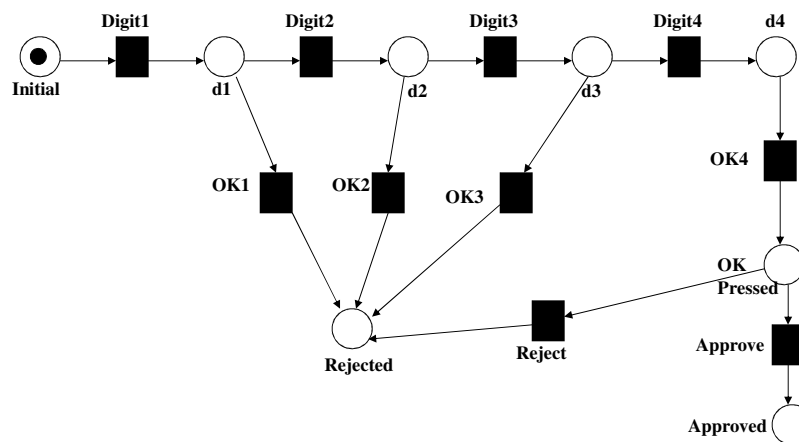 Digit1
Digit2
Digit3
Digit4
d4
Initial
d1
d2
d3
OK4
OK1
OK2
OK3
OK
Pressed
Approve
Reject
Rejected
Approved